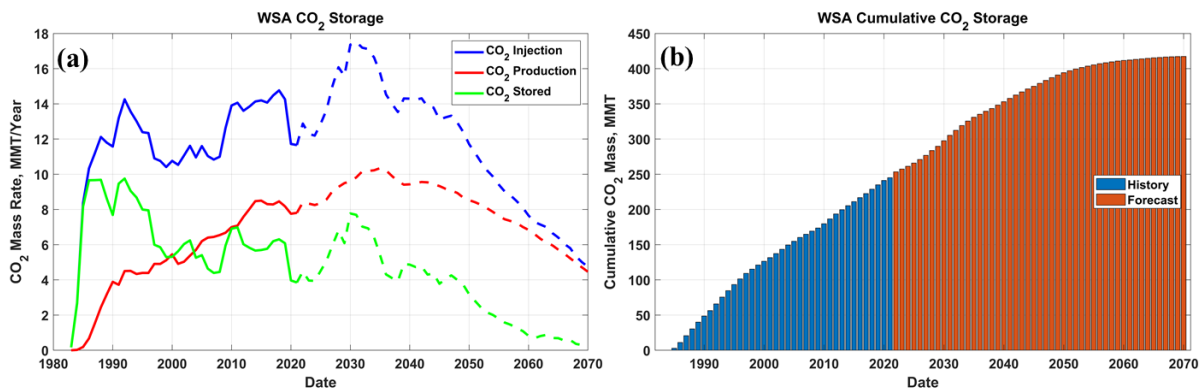 WSA CO2 Storage
(a)
CO2 Injection
CO2 Production
CO2 Stored
CO2 Mass Rate, MMT/Year
18
16
14
12
10
8
6
4
2
0
1980 1990 2000 2010 2020 2030 2040 2050 2060 2070
Date
WSA Cumulative CO2 Storage
(b)
History
Forecast
Cumulative CO2 Mass, MMT
450
400
350
300
250
200
150
100
50
0
1990 2000 2010 2020 2030 2040 2050 2060 2070
Date